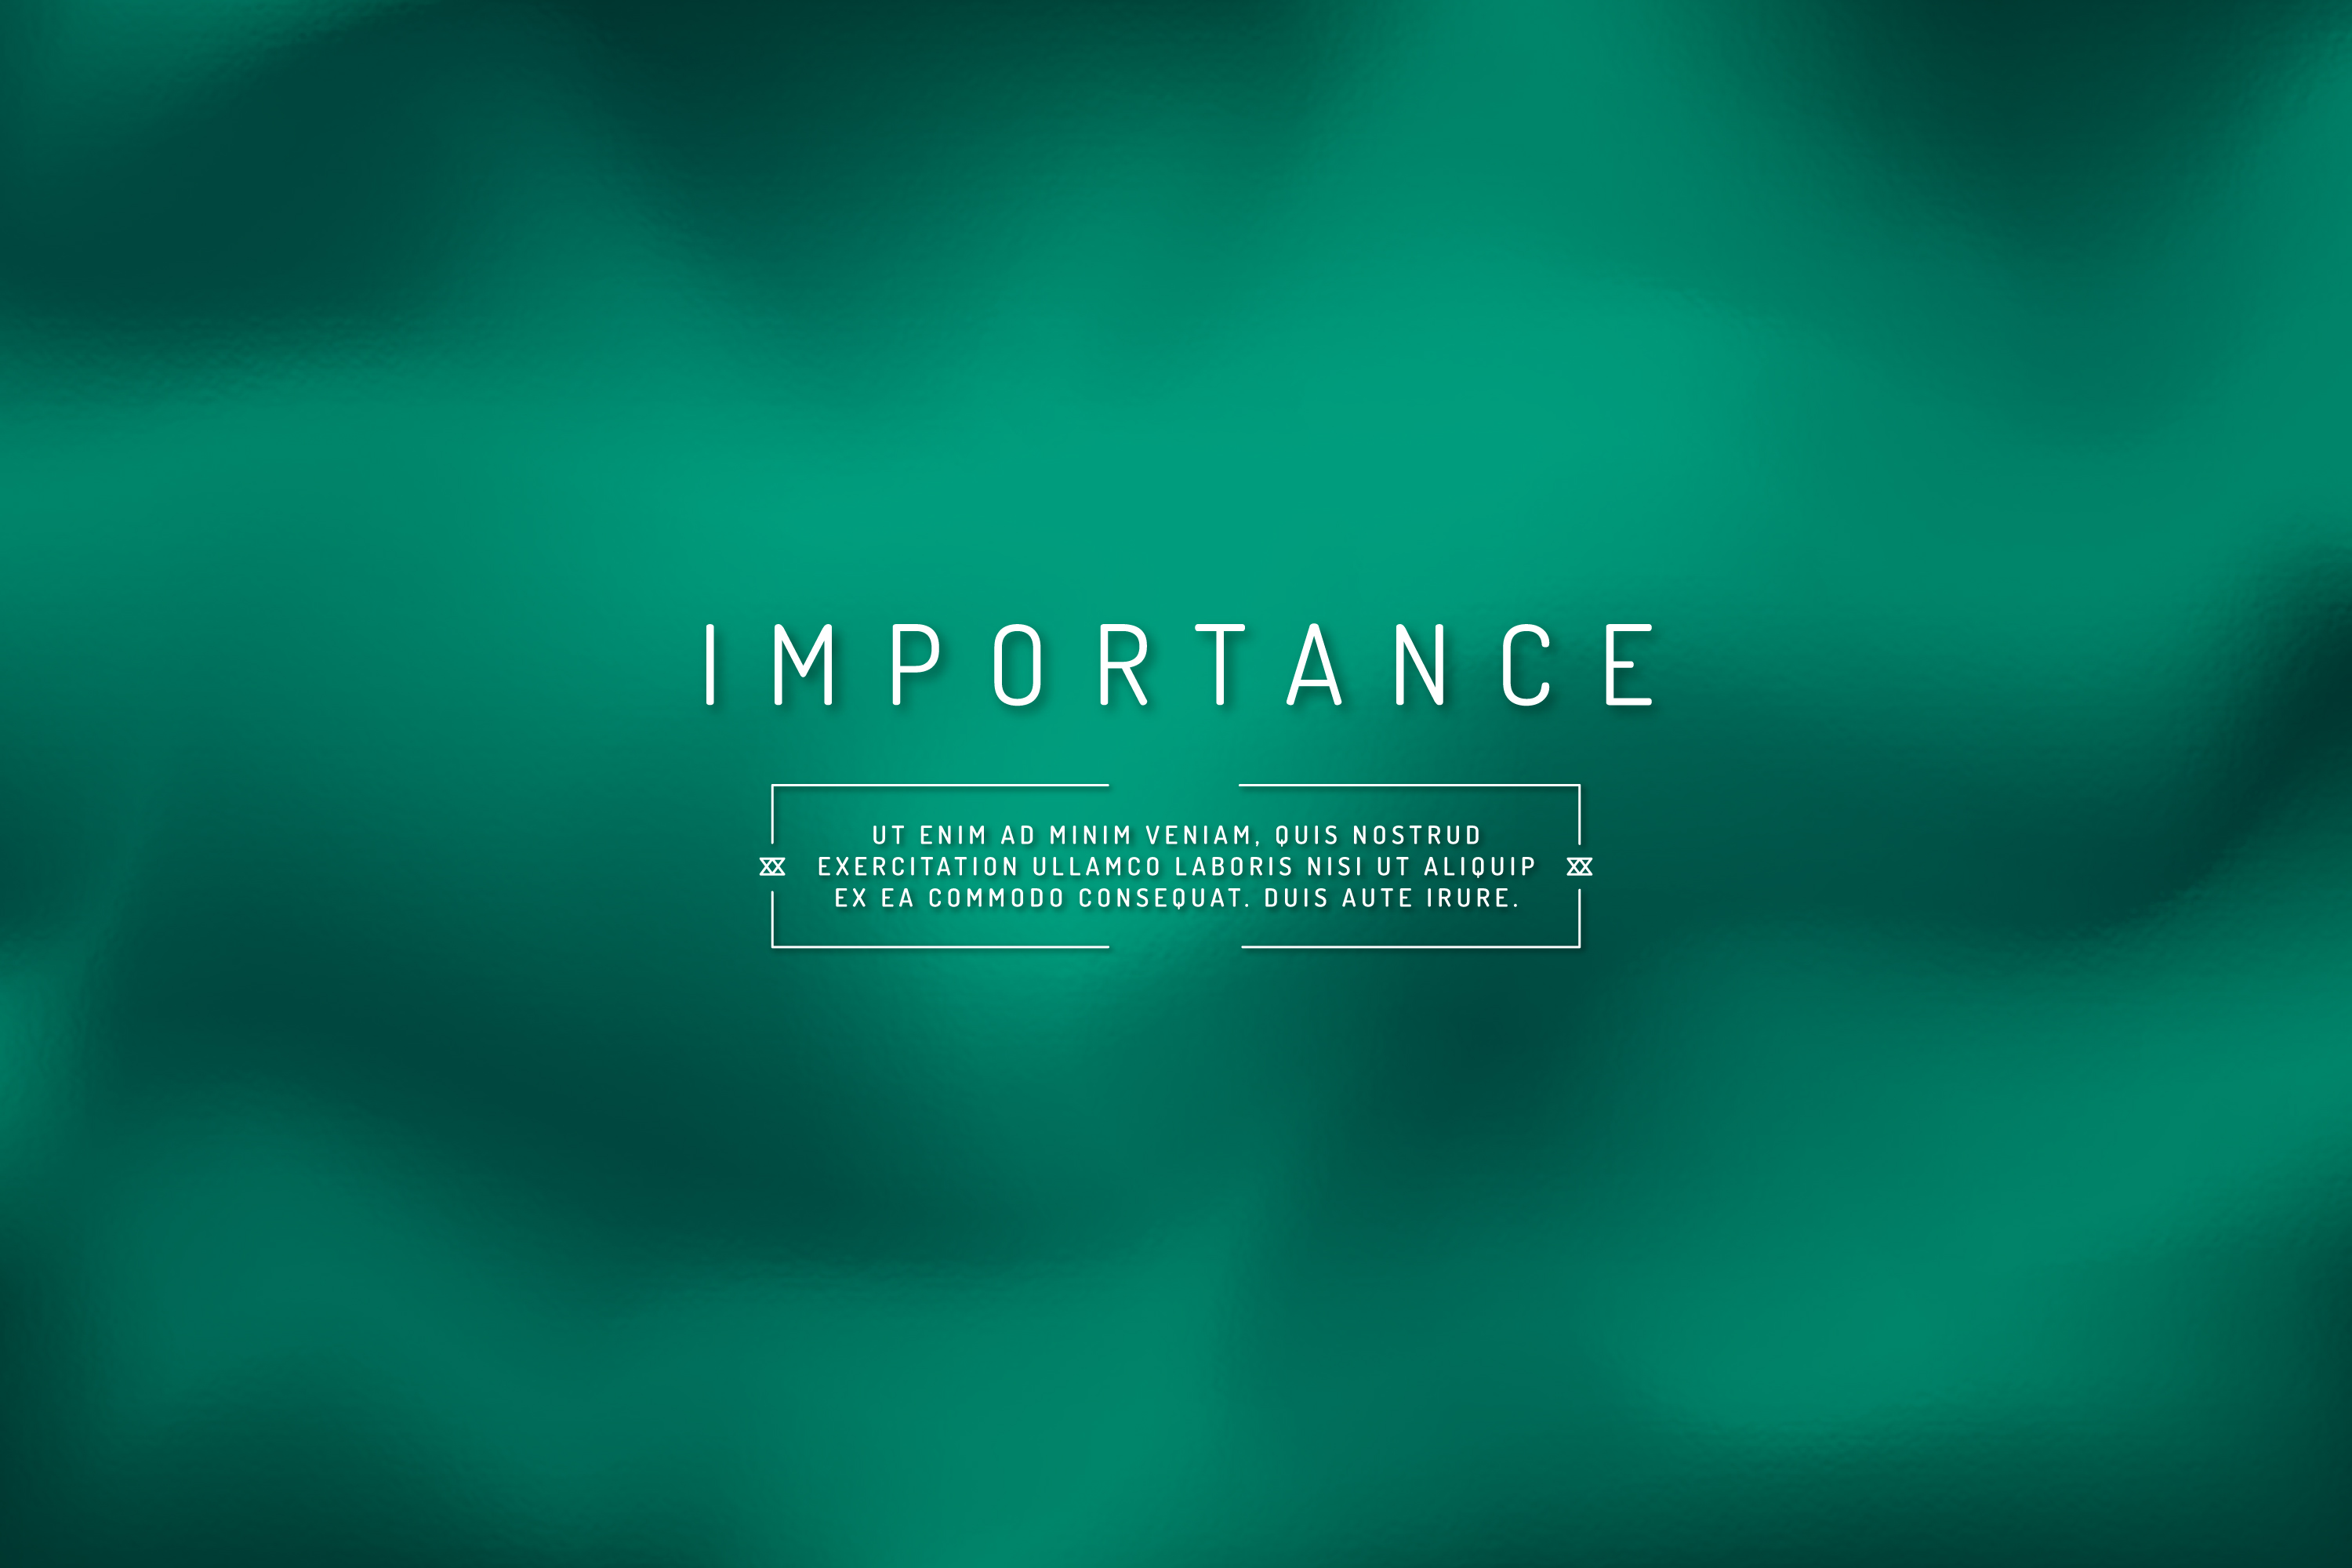 IMPORTANCE
UT ENIM AD MINIM VENIAM, QUIS NOSTRUD
EXERCITATION ULLAMCO LABORIS NISI UT ALIQUIP
EX EA COMMODO CONSEQUAT. DUIS AUTE IRURE.